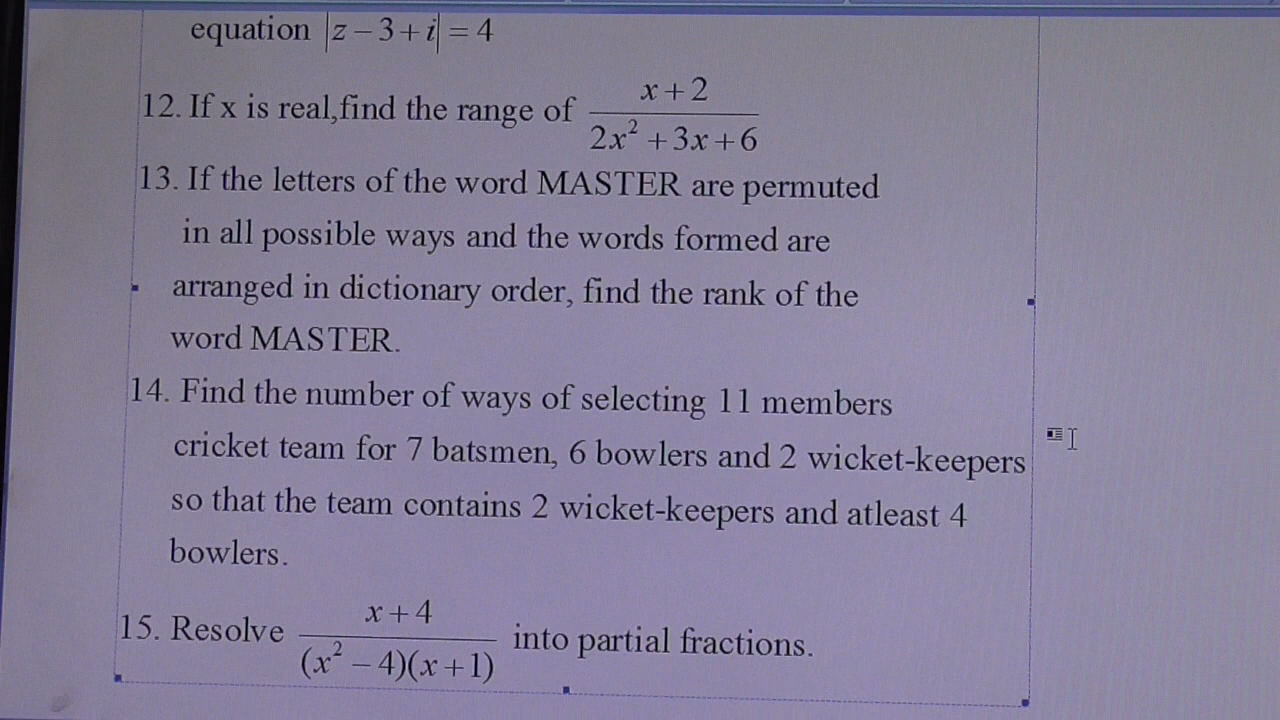 equation |z − 3 + i| = 4
12. If x is real,find the range of (x + 2)/(2x² + 3x + 6)
13. If the letters of the word MASTER are permuted
in all possible ways and the words formed are
arranged in dictionary order, find the rank of the
word MASTER.
14. Find the number of ways of selecting 11 members
cricket team for 7 batsmen, 6 bowlers and 2 wicket-keepers
so that the team contains 2 wicket-keepers and atleast 4
bowlers.
15. Resolve (x + 4)/((x² − 4)(x + 1)) into partial fractions.